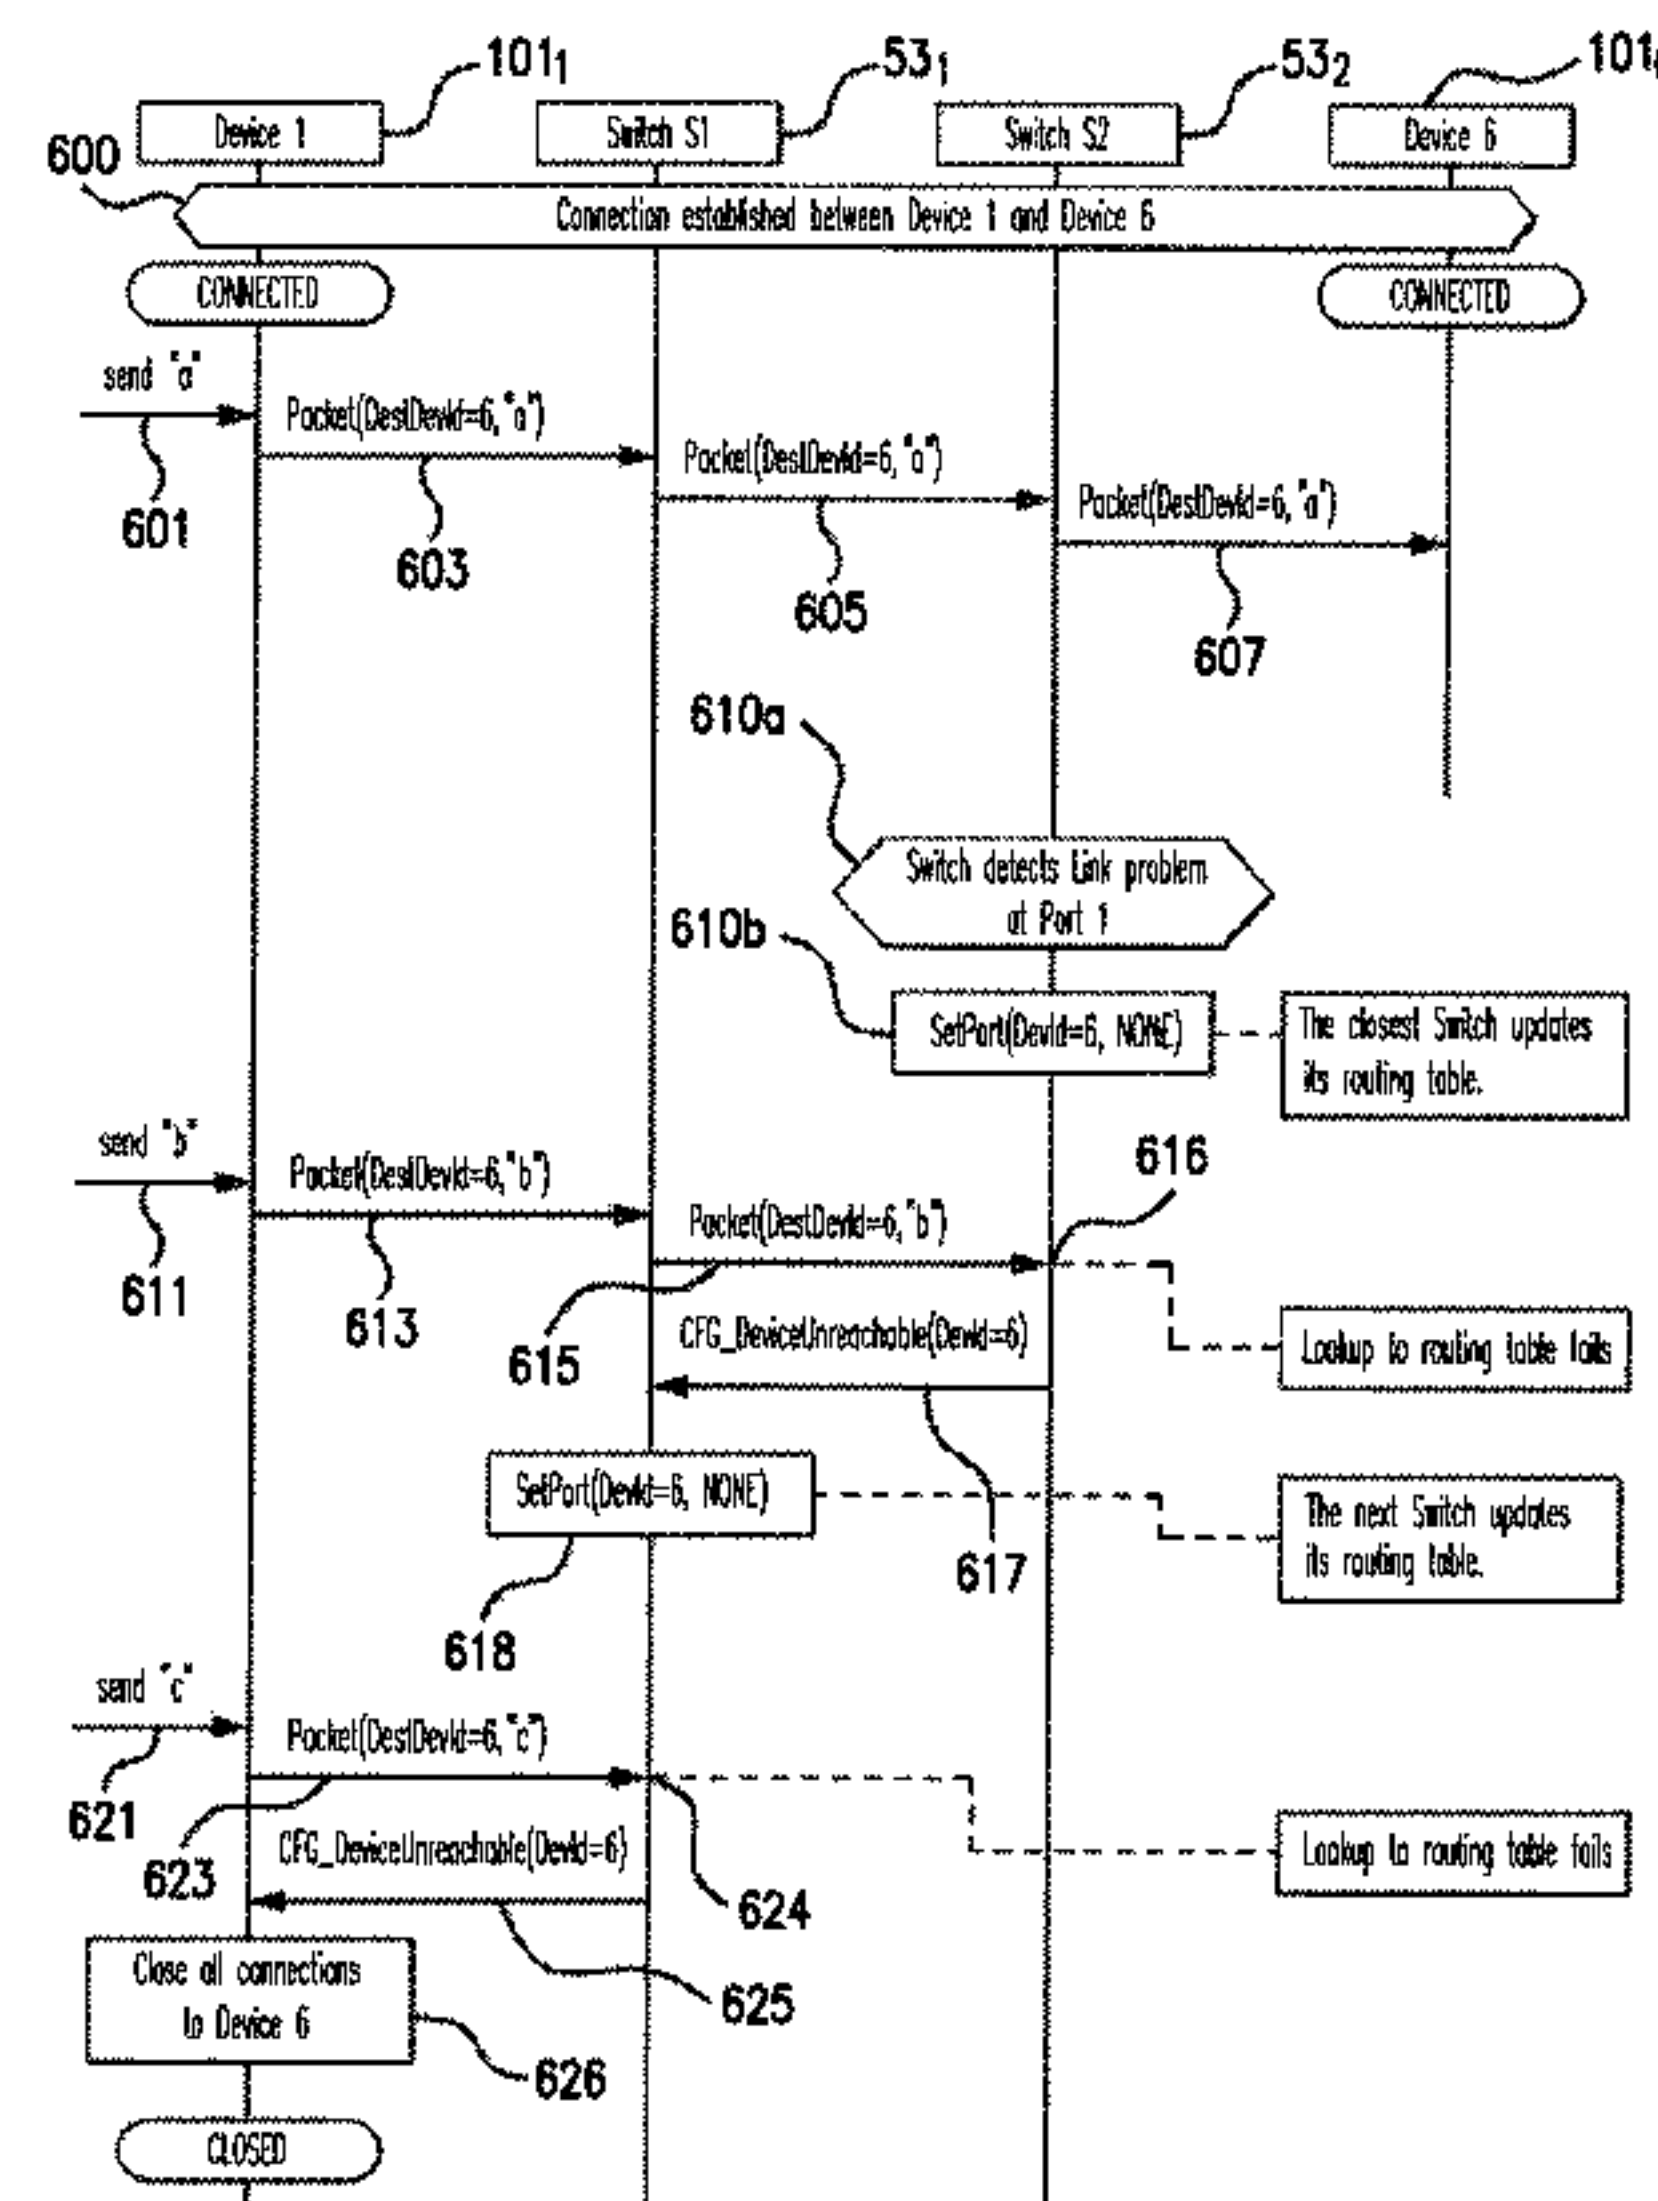 101₁
53₁
53₂
101
600
Device 1
Switch S1
Switch S2
Device 6
Connection established between Device 1 and Device 6
CONNECTED
CONNECTED
send "a"
Packet(DestDevId=6,"a")
Packet(DestDevId=6,"a")
Packet(DestDevId=6,"a")
601
603
605
607
610a
Switch detects Link problem
at Port 1
610b
SetPort(DevId=6, NONE)
The closest Switch updates
its routing table.
send "b"
Packet(DestDevId=6,"b")
616
Packet(DestDevId=6,"b")
611
613
615
CFG_DeviceUnreachable(DevId=6)
Lookup to routing table fails
SetPort(DevId=6, NONE)
The next Switch updates
its routing table.
617
618
send "c"
Packet(DestDevId=6,"c")
621
623
CFG_DeviceUnreachable(DevId=6)
Lookup to routing table fails
624
Close all connections
to Device 6
625
626
CLOSED